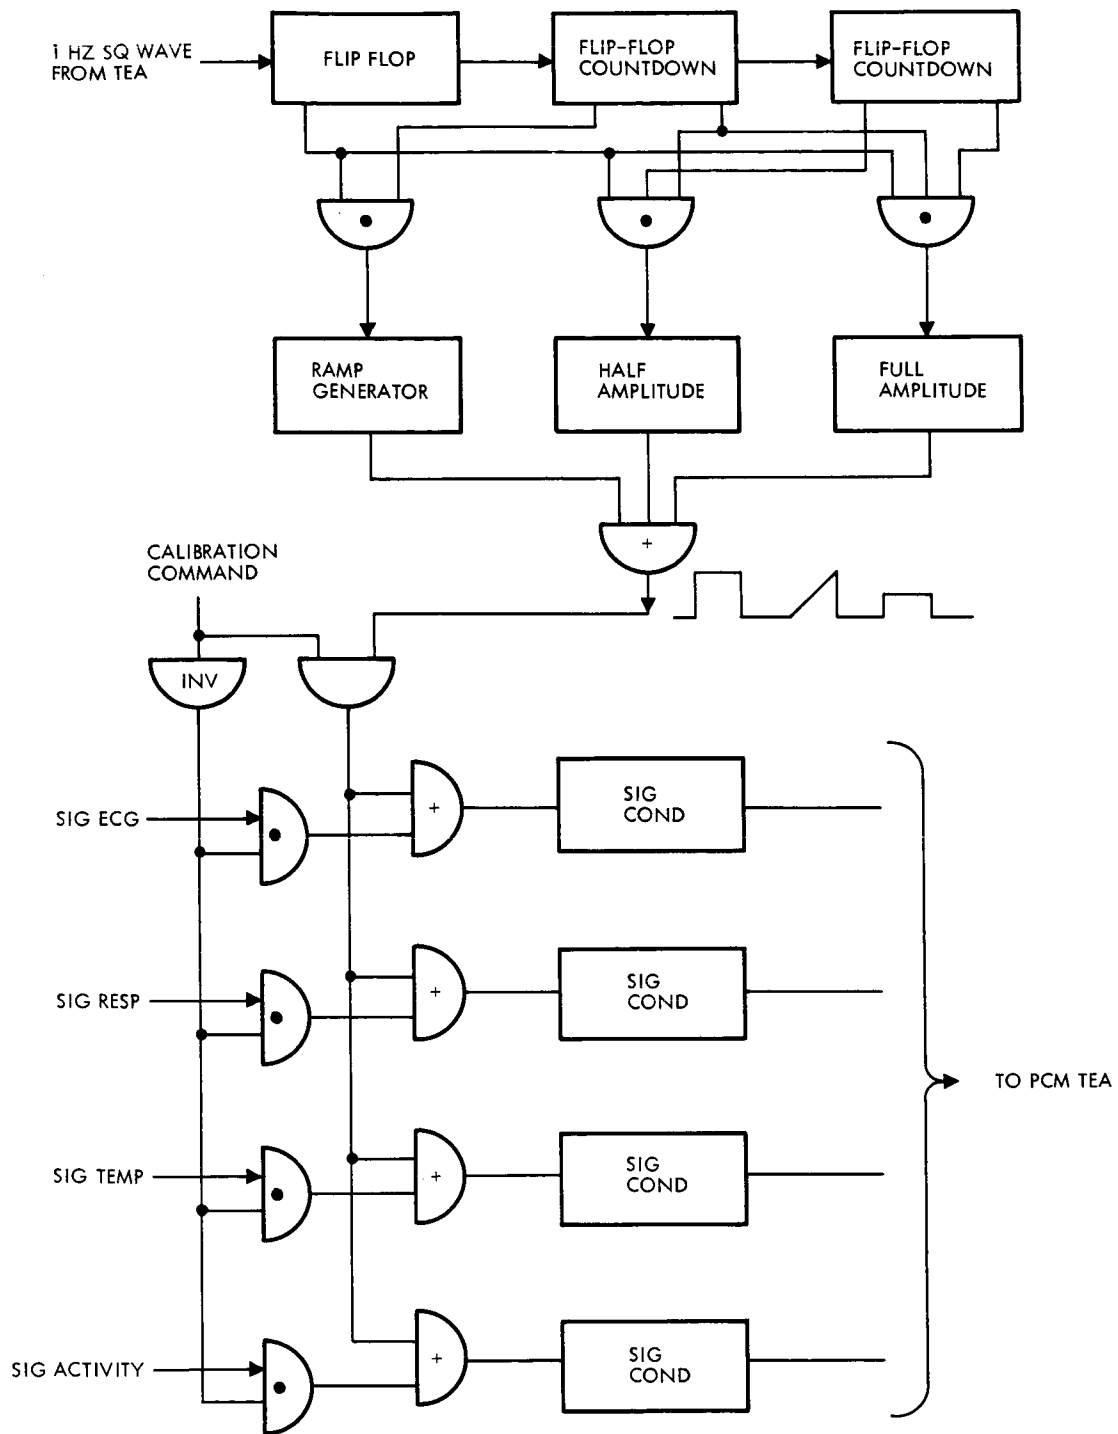 1 HZ SQ WAVE
FROM TEA
FLIP FLOP
FLIP-FLOP
COUNTDOWN
FLIP-FLOP
COUNTDOWN
RAMP
GENERATOR
HALF
AMPLITUDE
FULL
AMPLITUDE
+
CALIBRATION
COMMAND
INV
SIG ECG
+
SIG
COND
SIG RESP
+
SIG
COND
TO PCM TEA
SIG TEMP
+
SIG
COND
SIG ACTIVITY
+
SIG
COND